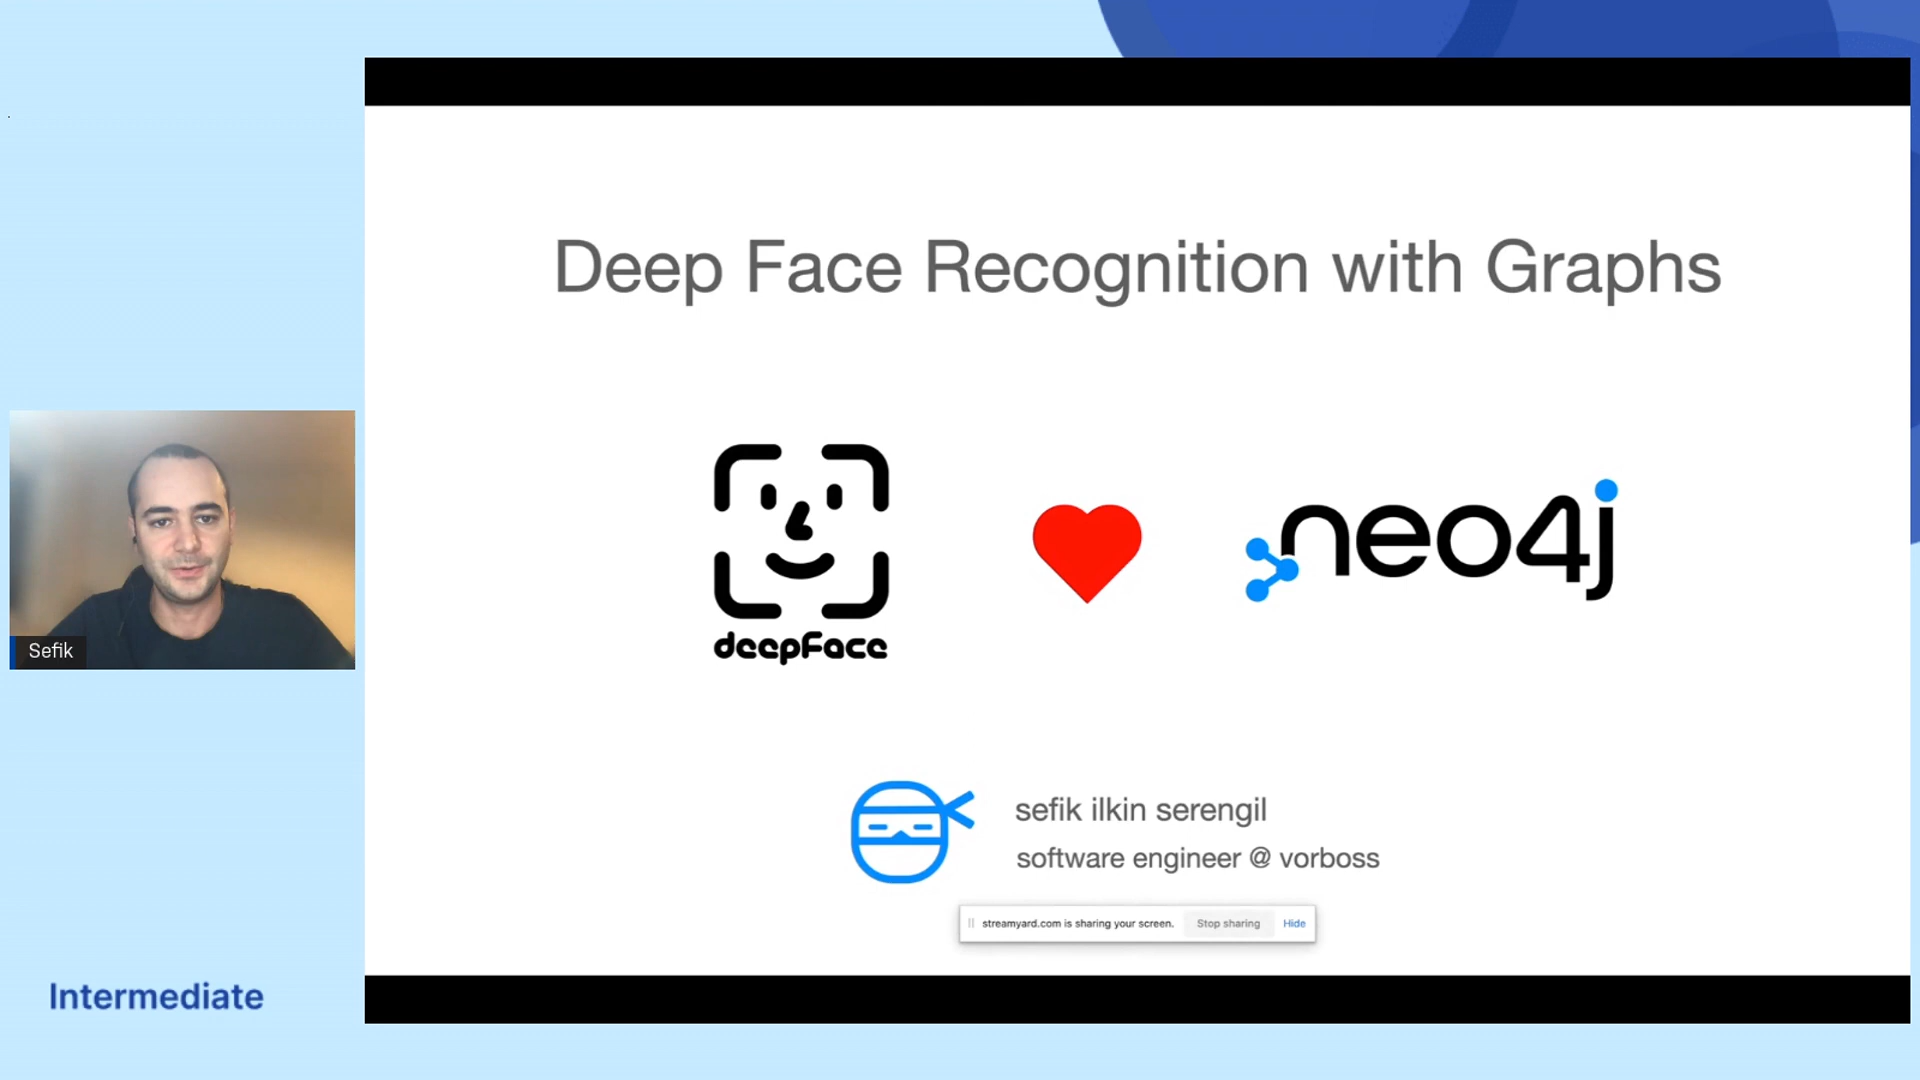 Deep Face Recognition with Graphs
deepface
neo4j
Sefik
sefik ilkin serengil
software engineer @ vorboss
streamyard.com is sharing your screen. Stop sharing Hide
Intermediate